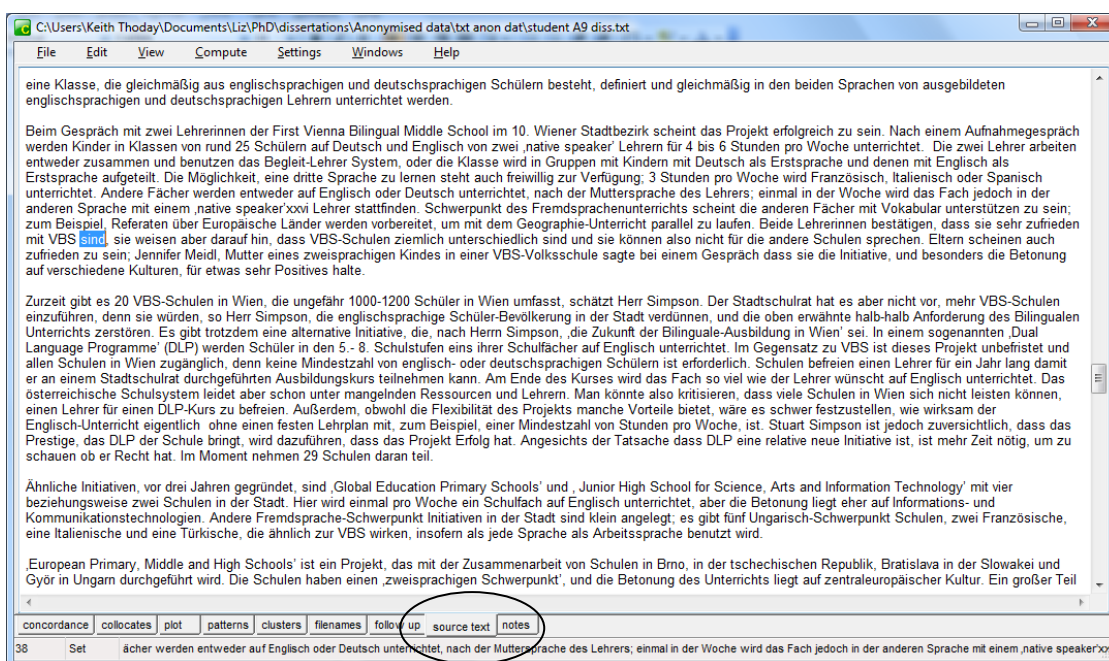 C:\Users\Keith Thoday\Documents\Liz\PhD\dissertations\Anonymised data\txt anon dat\student A9 diss.txt
File Edit View Compute Settings Windows Help
eine Klasse, die gleichmäßig aus englischsprachigen und deutschsprachigen Schülern besteht, definiert und gleichmäßig in den beiden Sprachen von ausgebildeten
englischsprachigen und deutschsprachigen Lehrern unterrichtet werden.
Beim Gespräch mit zwei Lehrerinnen der First Vienna Bilingual Middle School im 10. Wiener Stadtbezirk scheint das Projekt erfolgreich zu sein. Nach einem Aufnahmegespräch
werden Kinder in Klassen von rund 25 Schülern auf Deutsch und Englisch von zwei ‚native speaker' Lehrern für 4 bis 6 Stunden pro Woche unterrichtet. Die zwei Lehrer arbeiten
entweder zusammen und benutzen das Begleit-Lehrer System, oder die Klasse wird in Gruppen mit Kindern mit Deutsch als Erstsprache und denen mit Englisch als
Erstsprache aufgeteilt. Die Möglichkeit, eine dritte Sprache zu lernen steht auch freiwillig zur Verfügung; 3 Stunden pro Woche wird Französisch, Italienisch oder Spanisch
unterrichtet. Andere Fächer werden entweder auf Englisch oder Deutsch unterrichtet, nach der Muttersprache des Lehrers; einmal in der Woche wird das Fach jedoch in der
anderen Sprache mit einem ‚native speaker'xxvi Lehrer stattfinden. Schwerpunkt des Fremdsprachenunterrichts scheint die anderen Fächer mit Vokabular unterstützen zu sein;
zum Beispiel, Referaten über Europäische Länder werden vorbereitet, um mit dem Geographie-Unterricht parallel zu laufen. Beide Lehrerinnen bestätigen, dass sie sehr zufrieden
mit VBS sind, sie weisen aber darauf hin, dass VBS-Schulen ziemlich unterschiedlich sind und sie können also nicht für die andere Schulen sprechen. Eltern scheinen auch
zufrieden zu sein; Jennifer Meidl, Mutter eines zweisprachigen Kindes in einer VBS-Volksschule sagte bei einem Gespräch dass sie die Initiative, und besonders die Betonung
auf verschiedene Kulturen, für etwas sehr Positives halte.
Zurzeit gibt es 20 VBS-Schulen in Wien, die ungefähr 1000-1200 Schüler in Wien umfasst, schätzt Herr Simpson. Der Stadtschulrat hat es aber nicht vor, mehr VBS-Schulen
einzuführen, denn sie würden, so Herr Simpson, die englischsprachige Schüler-Bevölkerung in der Stadt verdünnen, und die oben erwähnte halb-halb Anforderung des Bilingualen
Unterrichts zerstören. Es gibt trotzdem eine alternative Initiative, die, nach Herrn Simpson, ‚die Zukunft der Bilinguale-Ausbildung in Wien' sei. In einem sogenannten ‚Dual
Language Programme' (DLP) werden Schüler in den 5.- 8. Schulstufen eins ihrer Schulfächer auf Englisch unterrichtet. Im Gegensatz zu VBS ist dieses Projekt unbefristet und
allen Schulen in Wien zugänglich, denn keine Mindestzahl von englisch- oder deutschsprachigen Schülern ist erforderlich. Schulen befreien einen Lehrer für ein Jahr lang damit
er an einem Stadtschulrat durchgeführten Ausbildungskurs teilnehmen kann. Am Ende des Kurses wird das Fach so viel wie der Lehrer wünscht auf Englisch unterrichtet. Das
österreichische Schulsystem leidet aber schon unter mangelnden Ressourcen und Lehrern. Man könnte also kritisieren, dass viele Schulen in Wien sich nicht leisten können,
einen Lehrer für einen DLP-Kurs zu befreien. Außerdem, obwohl die Flexibilität des Projekts manche Vorteile bietet, wäre es schwer festzustellen, wie wirksam der
Englisch-Unterricht eigentlich ohne einen festen Lehrplan mit, zum Beispiel, einer Mindestzahl von Stunden pro Woche, ist. Stuart Simpson ist jedoch zuversichtlich, dass das
Prestige, das DLP der Schule bringt, wird dazuführen, dass das Projekt Erfolg hat. Angesichts der Tatsache dass DLP eine relative neue Initiative ist, ist mehr Zeit nötig, um zu
schauen ob er Recht hat. Im Moment nehmen 29 Schulen daran teil.
Ähnliche Initiativen, vor drei Jahren gegründet, sind ‚Global Education Primary Schools' und ‚ Junior High School for Science, Arts and Information Technology' mit vier
beziehungsweise zwei Schulen in der Stadt. Hier wird einmal pro Woche ein Schulfach auf Englisch unterrichtet, aber die Betonung liegt eher auf Informations- und
Kommunikationstechnologien. Andere Fremdsprache-Schwerpunkt Initiativen in der Stadt sind klein angelegt; es gibt fünf Ungarisch-Schwerpunkt Schulen, zwei Französische,
eine Italienische und eine Türkische, die ähnlich zur VBS wirken, insofern als jede Sprache als Arbeitssprache benutzt wird.
‚European Primary, Middle and High Schools' ist ein Projekt, das mit der Zusammenarbeit von Schulen in Brno, in der tschechischen Republik, Bratislava in der Slowakei und
Györ in Ungarn durchgeführt wird. Die Schulen haben einen ‚zweisprachigen Schwerpunkt', und die Betonung des Unterrichts liegt auf zentraleuropäischer Kultur. Ein großer Teil
concordance collocates plot patterns clusters filenames follow up source text notes
38 Set ächer werden entweder auf Englisch oder Deutsch unterrichtet, nach der Muttersprache des Lehrers; einmal in der Woche wird das Fach jedoch in der anderen Sprache mit einem ‚native speaker'xx